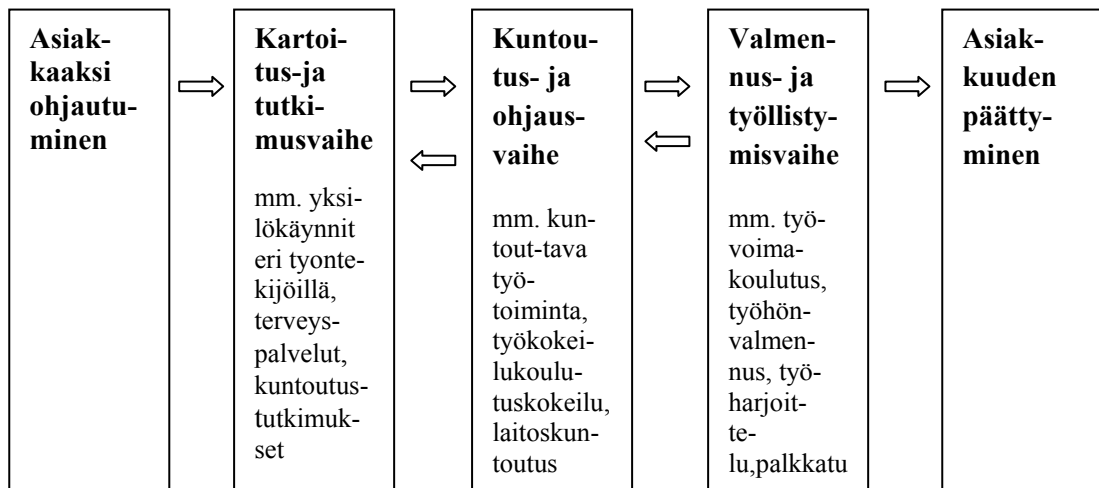 Asiak-
kaaksi
ohjautu-
minen
Kartoi-
tus-ja
tutki-
musvaihe
mm. yksi-
lökäynnit
eri tyonte-
kijöillä,
terveys-
palvelut,
kuntoutus-
tutkimuk-
set
Kuntou-
tus- ja
ohjaus-
vaihe
mm. kun-
tout-tava
työ-
toiminta,
työkokei-
lukoulu-
tuskokeilu,
laitoskun-
toutus
Valmen-
nus- ja
työllisty-
misvaihe
mm. työ-
voima-
koulutus,
työhön-
valmen-
nus, työ-
harjoit-
te-
lu,palkkatu
Asiak-
kuuden
päätty-
minen